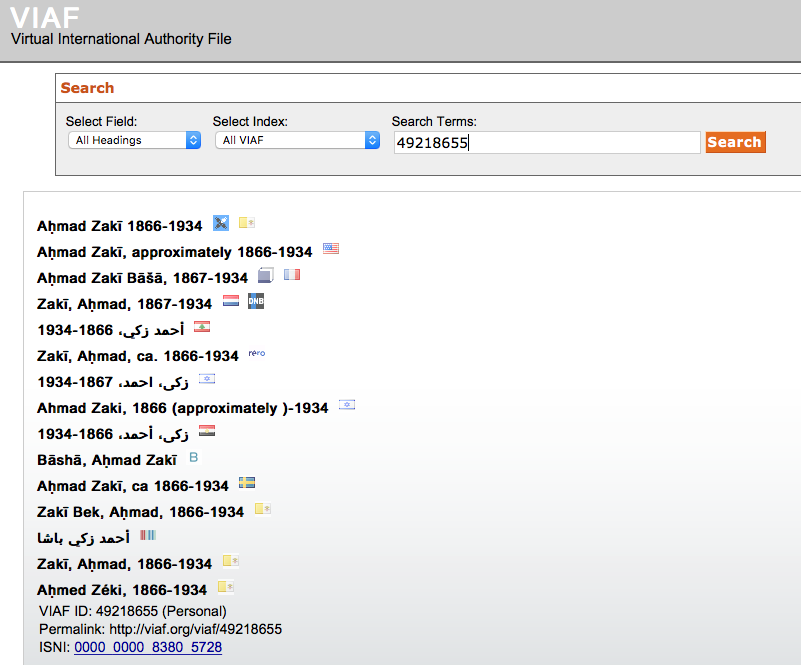 VIAF
Virtual International Authority File
Search
Select Field: Select Index: Search Terms:
All Headings All VIAF 49218655 Search
Aḥmad Zakī 1866-1934
Aḥmad Zakī, approximately 1866-1934
Aḥmad Zakī Bāšā, 1867-1934
Zakī, Aḥmad, 1867-1934 DNB
أحمد زكي، 1866-1934
Zakī, Aḥmad, ca. 1866-1934 rero
زكى، احمد، 1867-1934
Ahmad Zaki, 1866 (approximately )-1934
زكى، أحمد، 1866-1934
Bāshā, Aḥmad Zakī B
Aḥmad Zakī, ca 1866-1934
Zakī Bek, Aḥmad, 1866-1934
أحمد زكي باشا
Zakī, Aḥmad, 1866-1934
Aḥmed Zéki, 1866-1934
VIAF ID: 49218655 (Personal)
Permalink: http://viaf.org/viaf/49218655
ISNI: 0000 0000 8380 5728